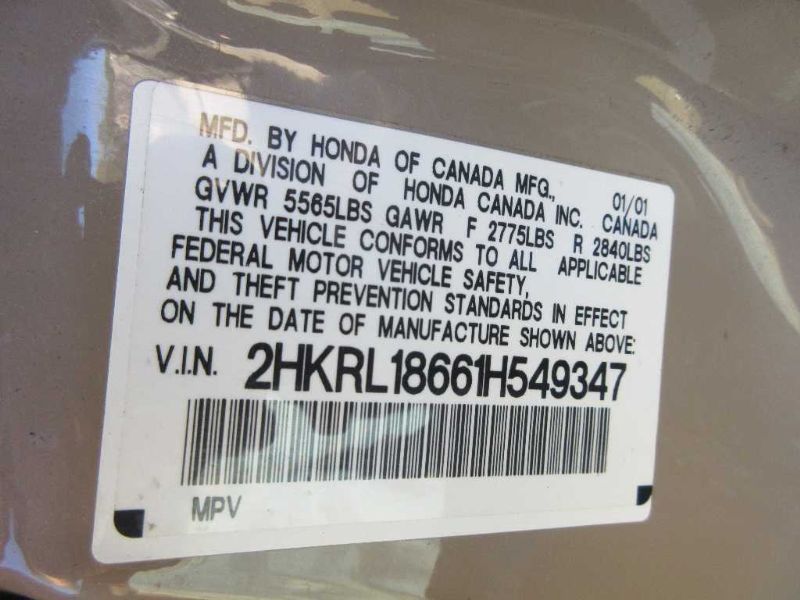 MFD. BY HONDA OF CANADA MFG., 01/01
A DIVISION OF HONDA CANADA INC. CANADA
GVWR 5565LBS GAWR F 2775LBS R 2840LBS
THIS VEHICLE CONFORMS TO ALL APPLICABLE
FEDERAL MOTOR VEHICLE SAFETY,
AND THEFT PREVENTION STANDARDS IN EFFECT
ON THE DATE OF MANUFACTURE SHOWN ABOVE:
V.I.N. 2HKRL18661H549347
MPV